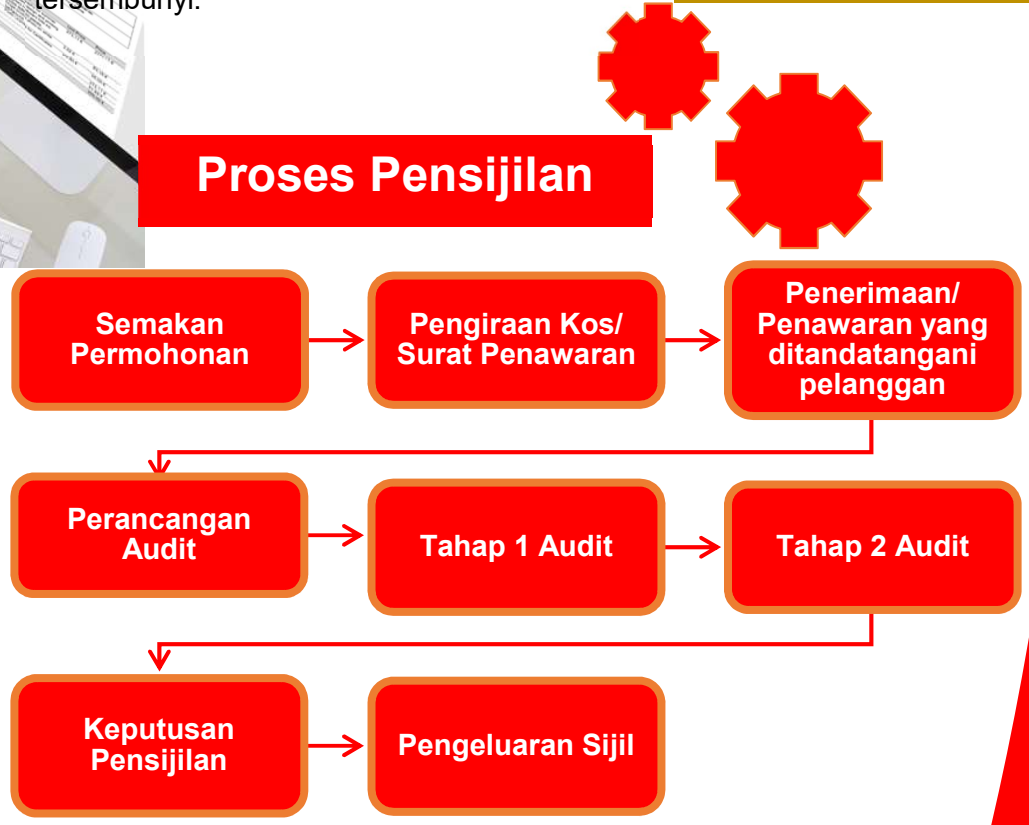 tersembunyi.
Proses Pensijilan
Semakan
Permohonan
Pengiraan Kos/
Surat Penawaran
Penerimaan/
Penawaran yang
ditandatangani
pelanggan
Perancangan
Audit
Tahap 1 Audit
Tahap 2 Audit
Keputusan
Pensijilan
Pengeluaran Sijil